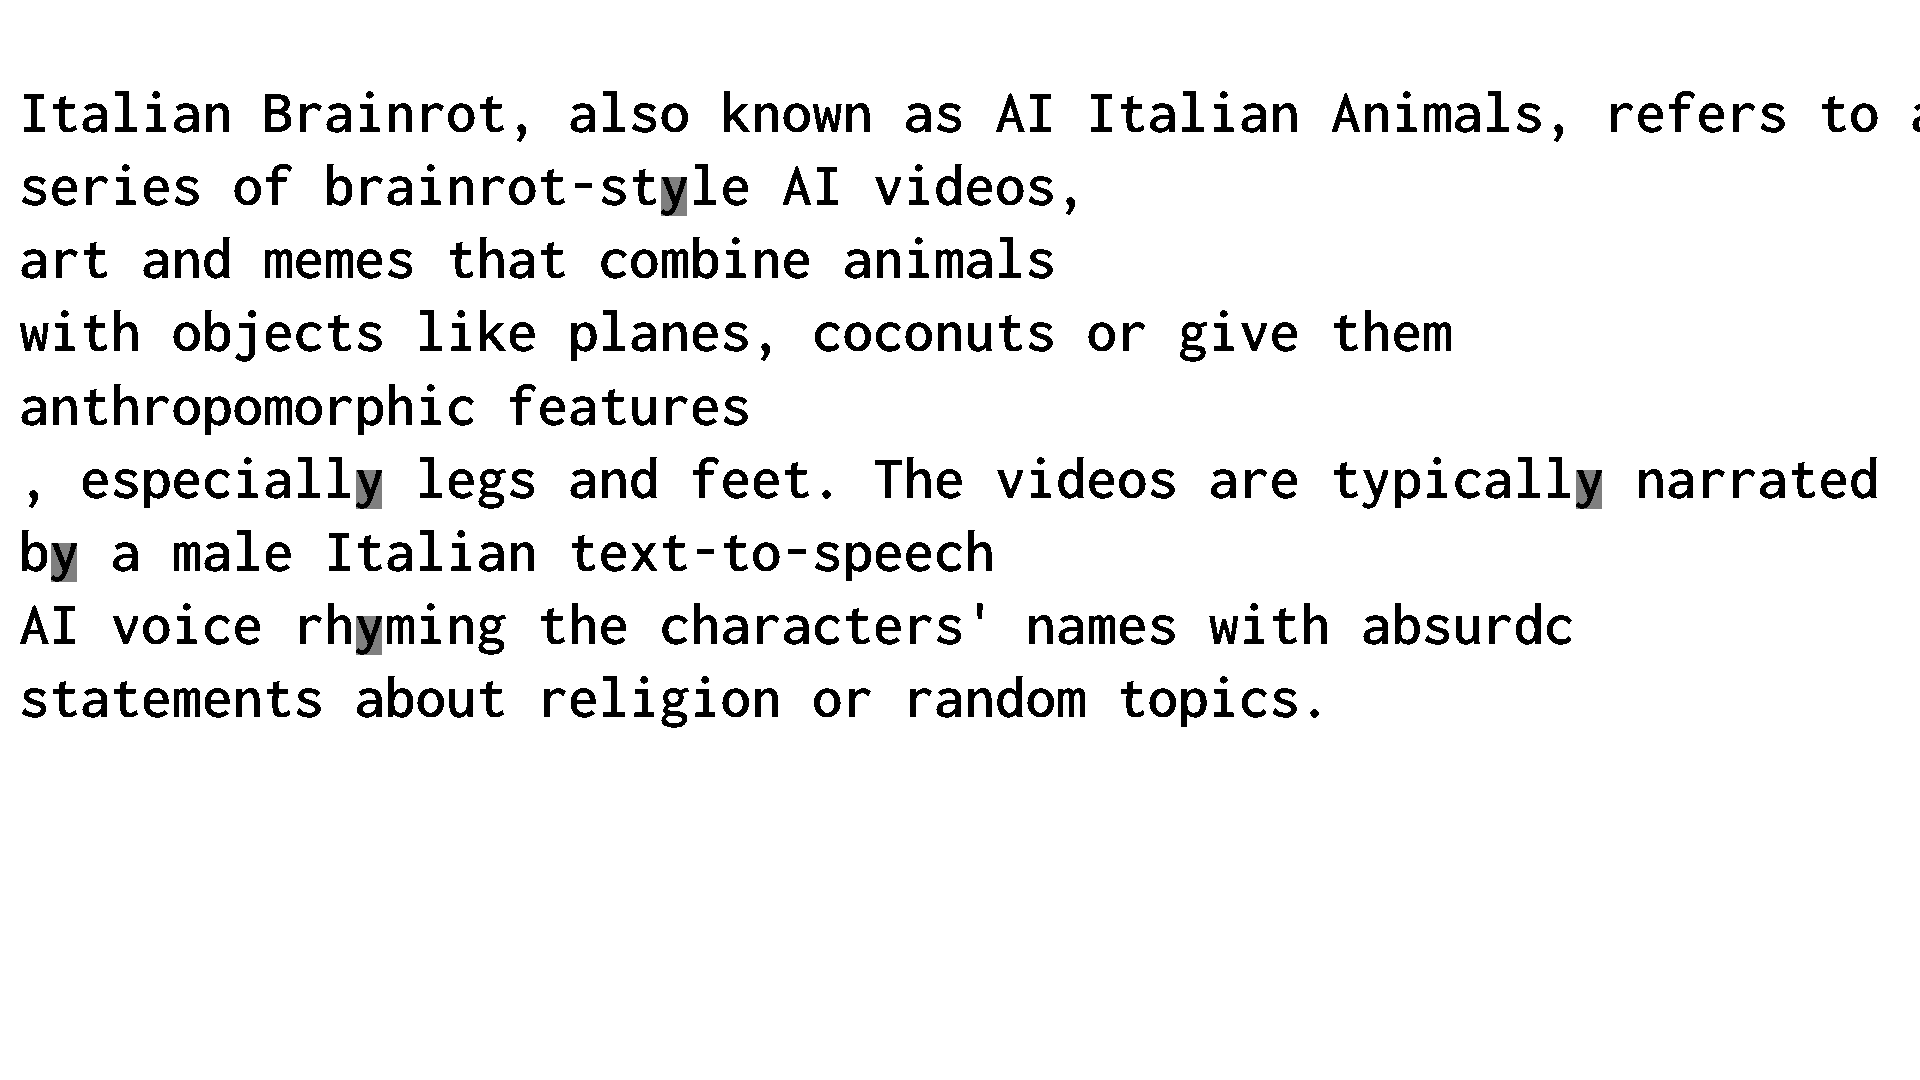 Italian Brainrot, also known as AI Italian Animals, refers to a
series of brainrot-style AI videos,
art and memes that combine animals
with objects like planes, coconuts or give them
anthropomorphic features
, especially legs and feet. The videos are typically narrated
by a male Italian text-to-speech
AI voice rhyming the characters' names with absurdc
statements about religion or random topics.